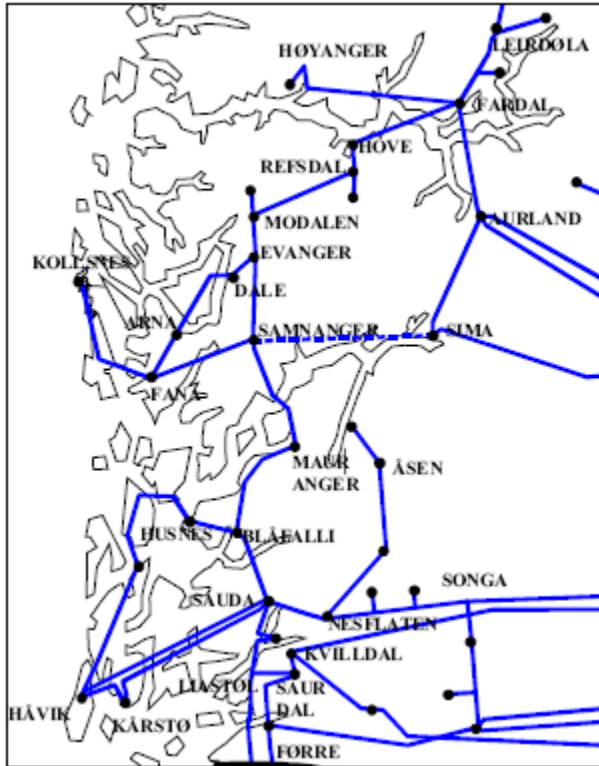 LEIRDØLA
HØYANGER
FARDAL
HOVE
REFSDAL
MODALEN
AURLAND
EVANGER
KOLLSNES
DALE
ARNA
SAMNANGER
SIMA
FANA
MAUR
ANGER
ÅSEN
HUSNES
BLÅFALLI
SONGA
SAUDA
NESFLATEN
KVILLDAL
LIASTØL
SAUR
DAL
HÅVIK
KÅRSTØ
FØRRE